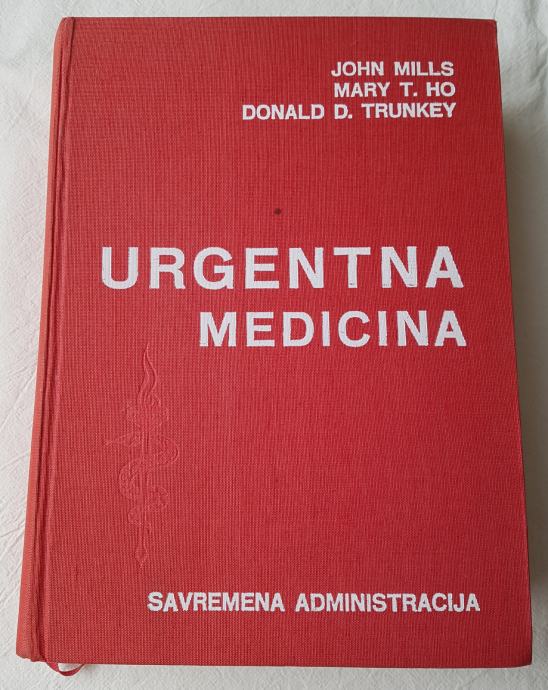 JOHN MILLS
MARY T. HO
DONALD D. TRUNKEY
URGENTNA
MEDICINA
SAVREMENA ADMINISTRACIJA